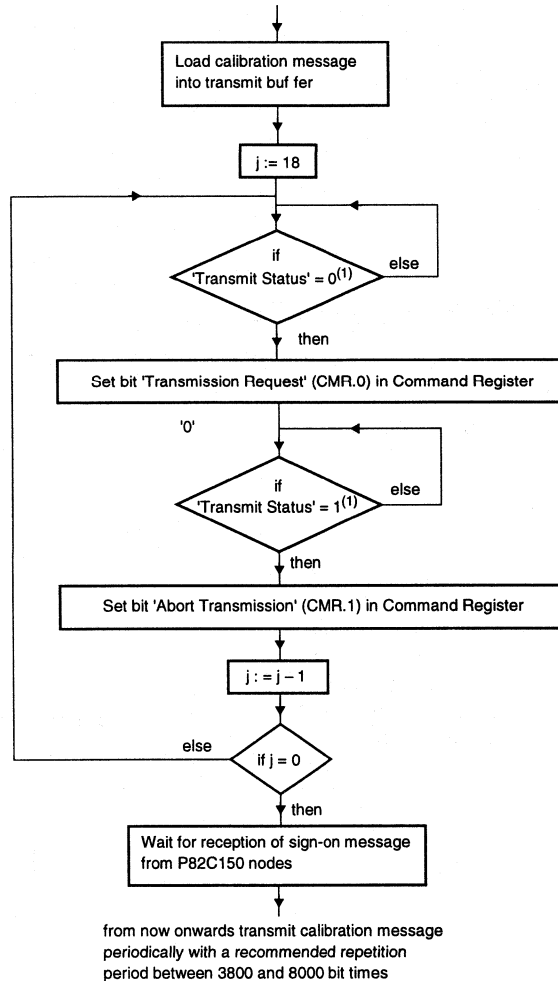 Load calibration message
into transmit buf fer
j := 18
if
'Transmit Status' = 0(1)
else
then
Set bit 'Transmission Request' (CMR.0) in Command Register
'0'
if
'Transmit Status' = 1(1)
else
then
Set bit 'Abort Transmission' (CMR.1) in Command Register
j := j – 1
else
if j = 0
then
Wait for reception of sign-on message
from P82C150 nodes
from now onwards transmit calibration message
periodically with a recommended repetition
period between 3800 and 8000 bit times